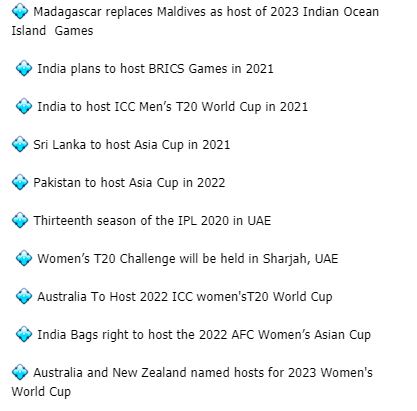 Madagascar replaces Maldives as host of 2023 Indian Ocean
Island Games
India plans to host BRICS Games in 2021
India to host ICC Men’s T20 World Cup in 2021
Sri Lanka to host Asia Cup in 2021
Pakistan to host Asia Cup in 2022
Thirteenth season of the IPL 2020 in UAE
Women’s T20 Challenge will be held in Sharjah, UAE
Australia To Host 2022 ICC women'sT20 World Cup
India Bags right to host the 2022 AFC Women’s Asian Cup
Australia and New Zealand named hosts for 2023 Women's
World Cup